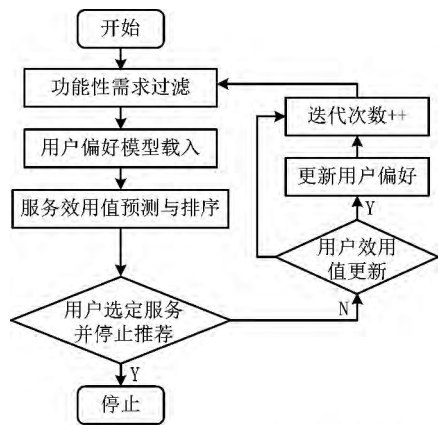 开始
功能性需求过滤
用户偏好模型载入
服务效用值预测与排序
用户选定服务
并停止推荐
Y
停止
N
用户效用
值更新
Y
更新用户偏好
迭代次数++